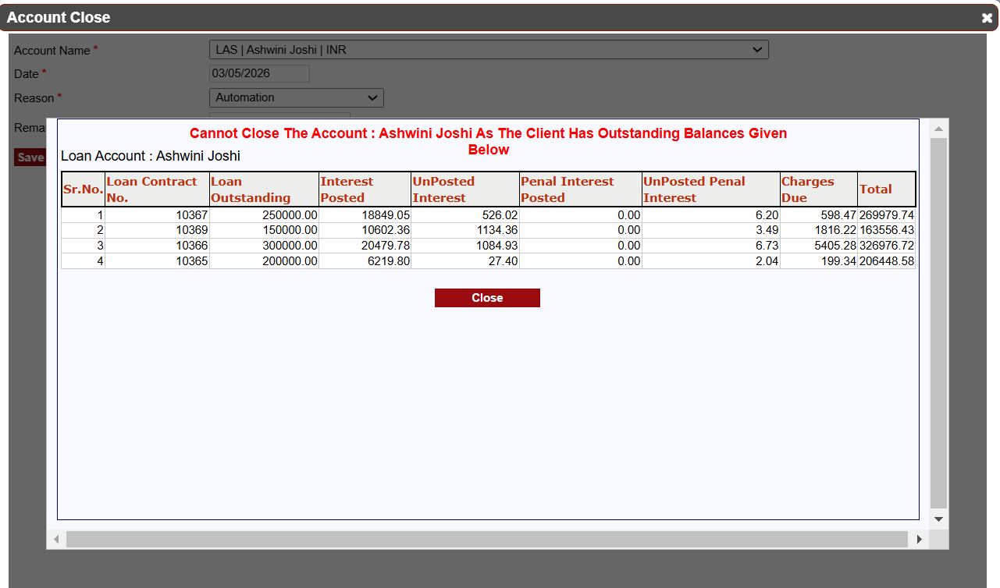 Account Close
Account Name *
LAS | Ashwini Joshi | INR
Date *
03/05/2026
Reason *
Automation
Rema
Save
Cannot Close The Account : Ashwini Joshi As The Client Has Outstanding Balances Given
Below
Loan Account : Ashwini Joshi
Sr.No. Loan Contract No. Loan Outstanding Interest Posted UnPosted Interest Penal Interest Posted UnPosted Penal Interest Charges Due Total
1 10367 250000.00 18849.05 526.02 0.00 6.20 598.47 269979.74
2 10369 150000.00 10602.36 1134.36 0.00 3.49 1816.22 163556.43
3 10366 300000.00 20479.78 1084.93 0.00 6.73 5405.28 326976.72
4 10365 200000.00 6219.80 27.40 0.00 2.04 199.34 206448.58
Close